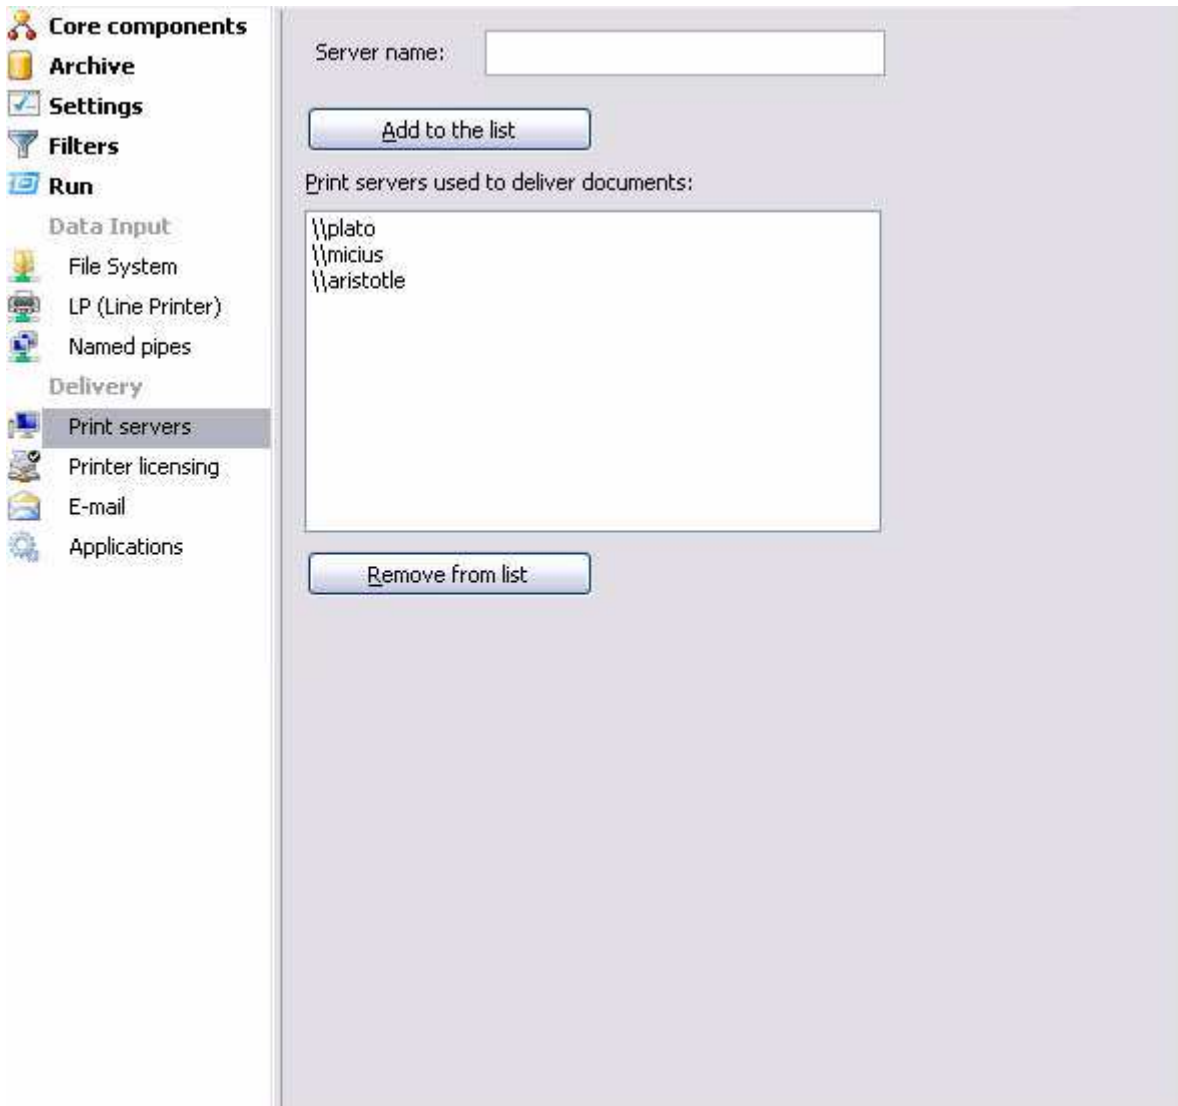 Core components
Archive
Settings
Filters
Run
Data Input
File System
LP (Line Printer)
Named pipes
Delivery
Print servers
Printer licensing
E-mail
Applications
Server name:
Add to the list
Print servers used to deliver documents:
\\plato
\\micius
\\aristotle
Remove from list